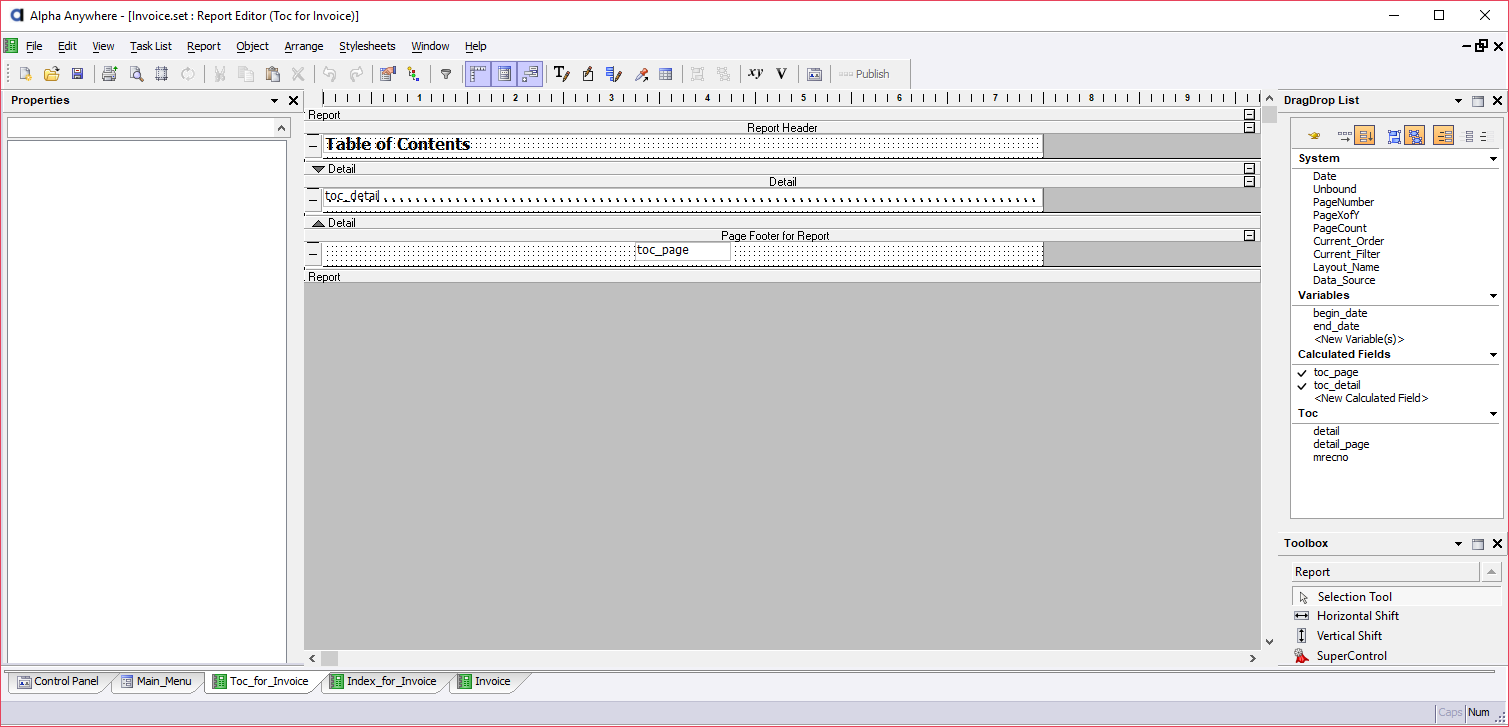 Alpha Anywhere - [Invoice.set : Report Editor (Toc for Invoice)]
File Edit View Task List Report Object Arrange Stylesheets Window Help
xy V Publish
Properties
1 2 3 4 5 6 7 8 9
Report
Report Header
Table of Contents
Detail
Detail
toc_detail
Detail
Page Footer for Report
toc_page
Report
DragDrop List
System
Date
Unbound
PageNumber
PageXofY
PageCount
Current_Order
Current_Filter
Layout_Name
Data_Source
Variables
begin_date
end_date
<New Variable(s)>
Calculated Fields
toc_page
toc_detail
<New Calculated Field>
Toc
detail
detail_page
mrecno
Toolbox
Report
Selection Tool
Horizontal Shift
Vertical Shift
SuperControl
Control Panel Main_Menu Toc_for_Invoice Index_for_Invoice Invoice
Caps Num